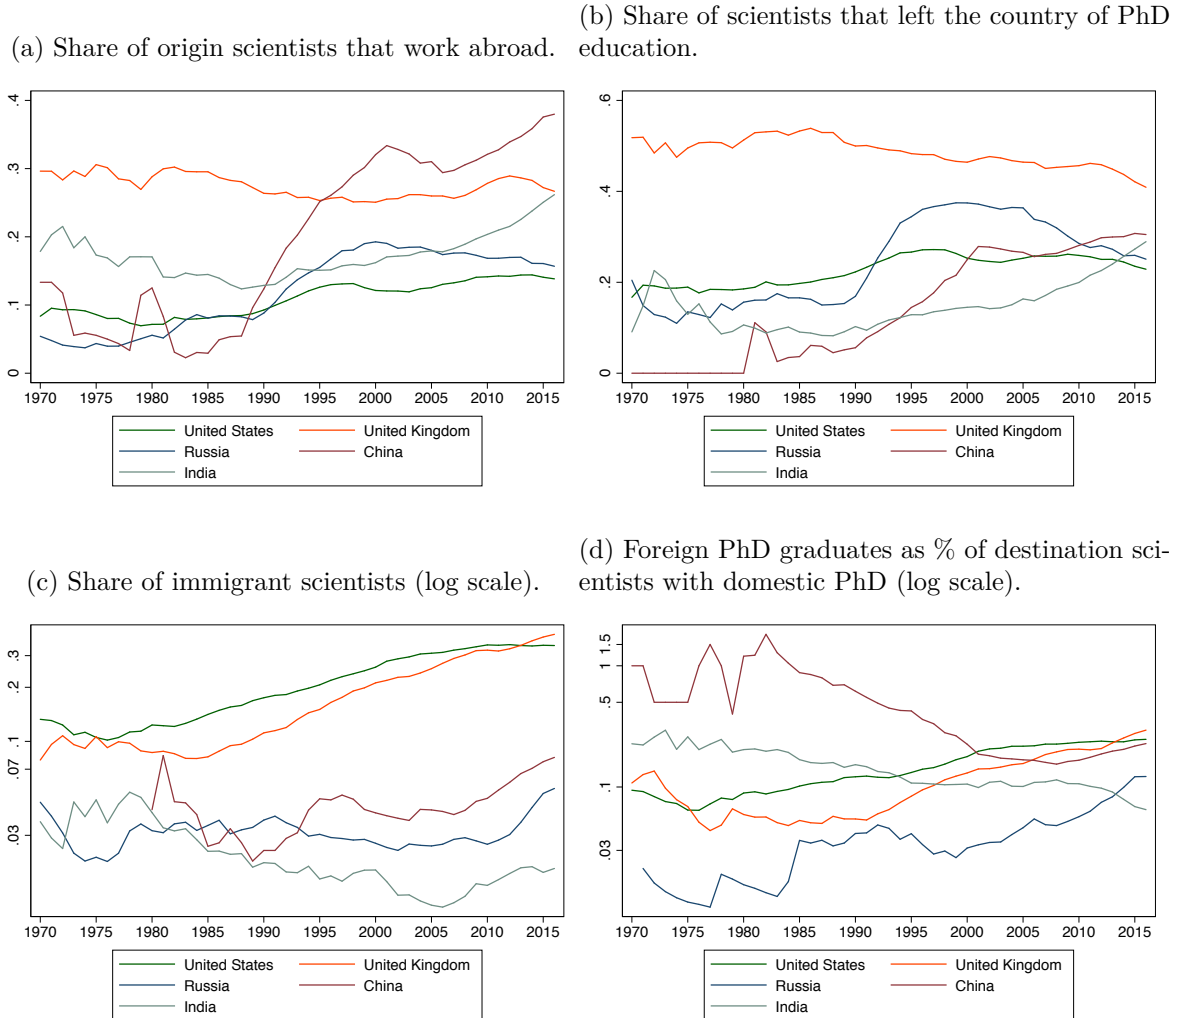 (a) Share of origin scientists that work abroad.
(b) Share of scientists that left the country of PhD
education.
.4
.3
.2
.1
0
1970 1975 1980 1985 1990 1995 2000 2005 2010 2015
United States United Kingdom
Russia China
India
.6
.4
.2
0
1970 1975 1980 1985 1990 1995 2000 2005 2010 2015
United States United Kingdom
Russia China
India
(c) Share of immigrant scientists (log scale).
(d) Foreign PhD graduates as % of destination sci-
entists with domestic PhD (log scale).
.3
.2
.1
.07
.03
1970 1975 1980 1985 1990 1995 2000 2005 2010 2015
United States United Kingdom
Russia China
India
1.5
1
.5
.1
.03
1970 1975 1980 1985 1990 1995 2000 2005 2010 2015
United States United Kingdom
Russia China
India